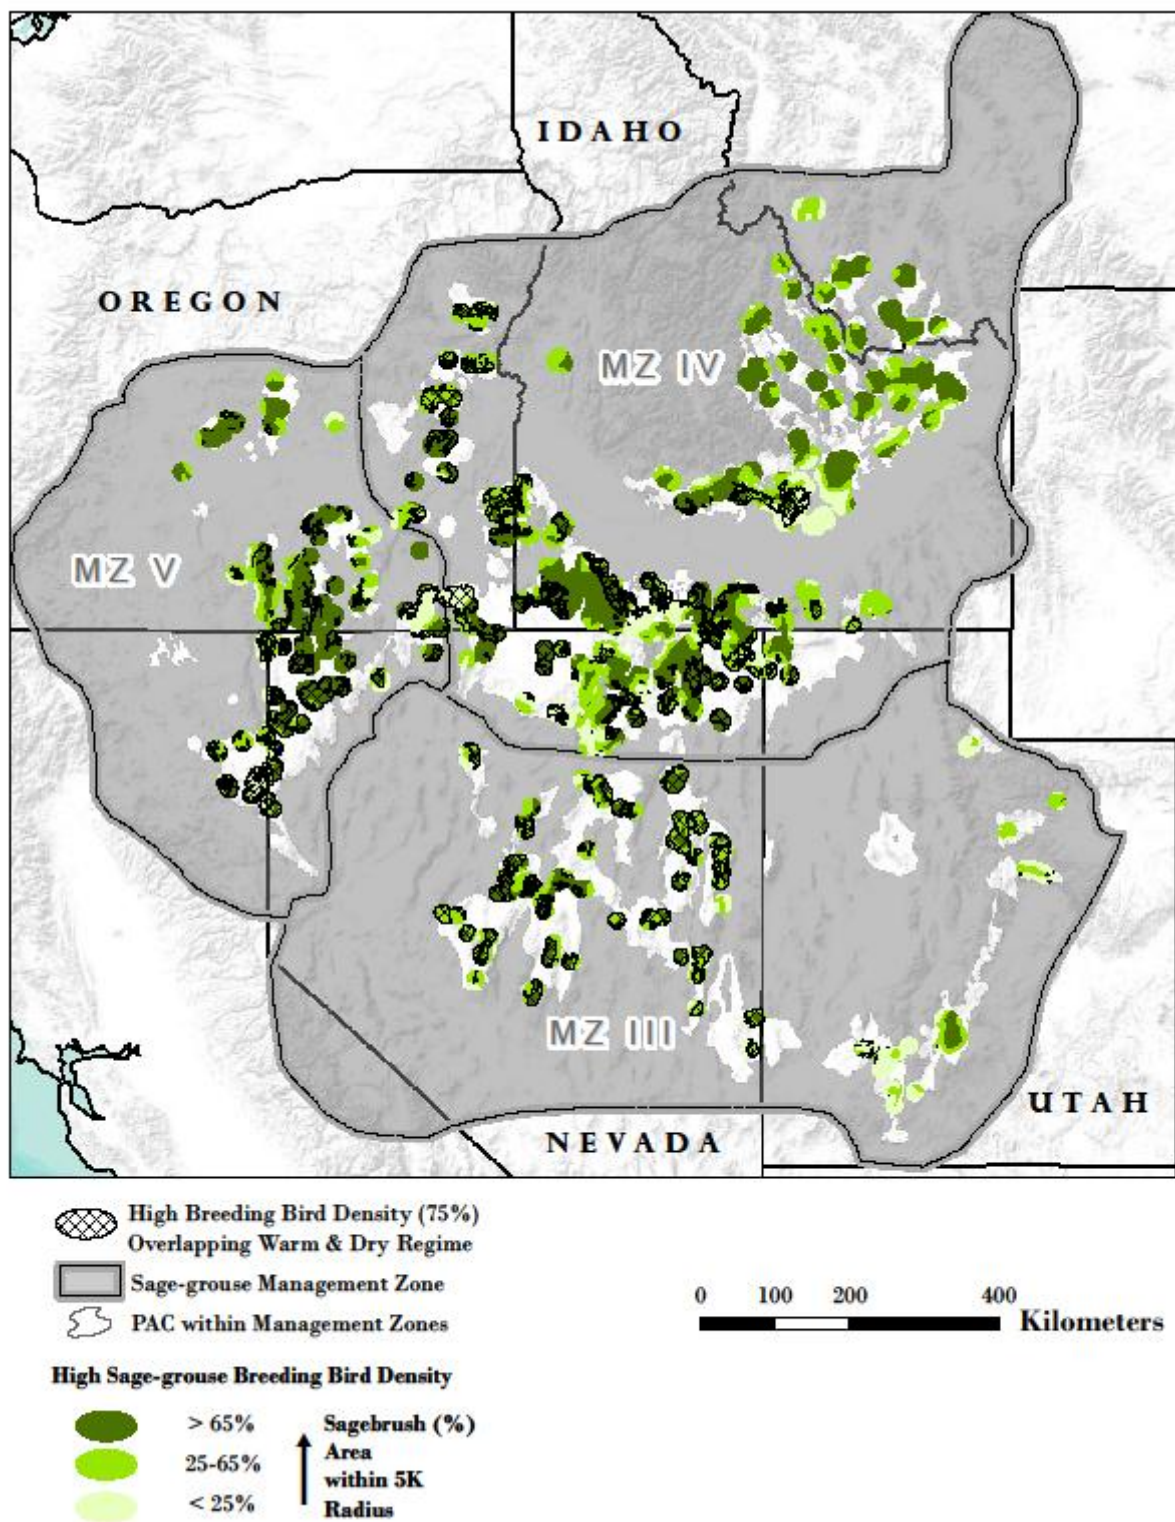 IDAHO
OREGON
MZ IV
MZ V
MZ III
UTAH
NEVADA
High Breeding Bird Density (75%)
Overlapping Warm & Dry Regime
Sage-grouse Management Zone
PAC within Management Zones
0 100 200 400
Kilometers
High Sage-grouse Breeding Bird Density
> 65% Sagebrush (%)
Area
25-65%
within 5K
< 25% Radius